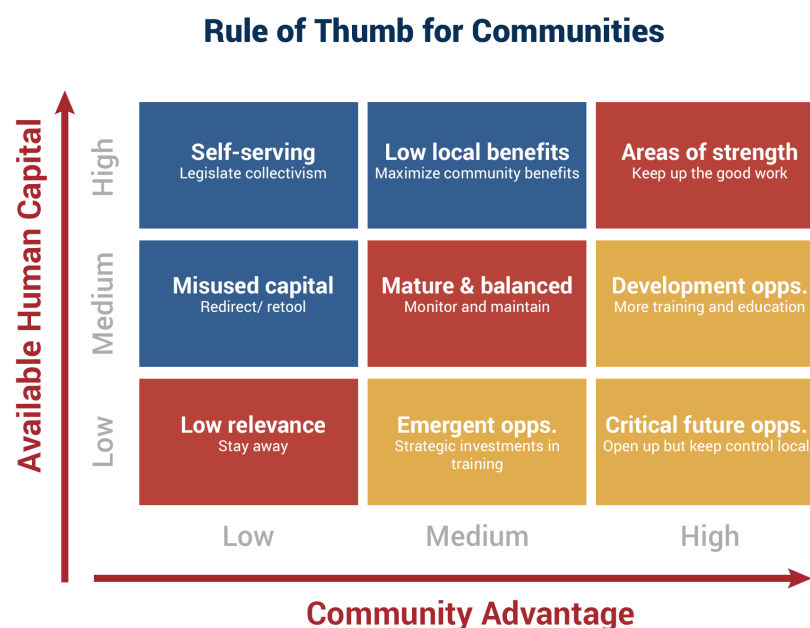 Rule of Thumb for Communities
Available Human Capital
High
Self-serving
Legislate collectivism
Low local benefits
Maximize community benefits
Areas of strength
Keep up the good work
Medium
Misused capital
Redirect/ retool
Mature & balanced
Monitor and maintain
Development opps.
More training and education
Low
Low relevance
Stay away
Emergent opps.
Strategic investments in
training
Critical future opps.
Open up but keep control local
Low
Medium
High
Community Advantage